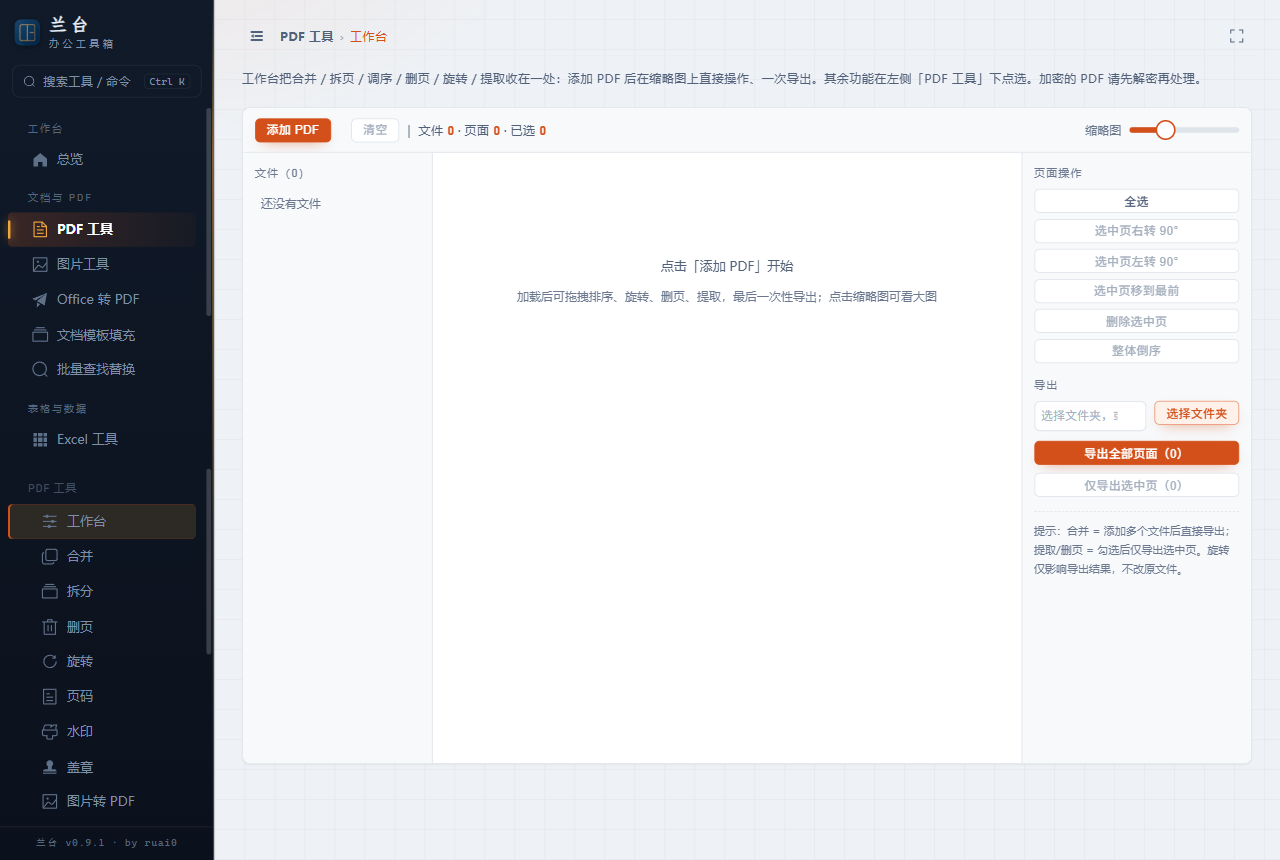 兰台
办公工具箱
搜索工具 / 命令 Ctrl K
工作台
总览
文档与 PDF
PDF 工具
图片工具
Office 转 PDF
文档模板填充
批量查找替换
表格与数据
Excel 工具
PDF 工具
工作台
合并
拆分
删页
旋转
页码
水印
盖章
图片转 PDF
兰台 v0.9.1 · by ruai0
PDF 工具 › 工作台
工作台把合并 / 拆页 / 调序 / 删页 / 旋转 / 提取收在一处：添加 PDF 后在缩略图上直接操作、一次导出。其余功能在左侧「PDF 工具」下点选。加密的 PDF 请先解密再处理。
添加 PDF 清空 | 文件 0 · 页面 0 · 已选 0 缩略图
文件（0）
还没有文件
点击「添加 PDF」开始
加载后可拖拽排序、旋转、删页、提取，最后一次性导出；点击缩略图可看大图
页面操作
全选
选中页右转 90°
选中页左转 90°
选中页移到最前
删除选中页
整体倒序
导出
选择文件夹， 选择文件夹
导出全部页面（0）
仅导出选中页（0）
提示：合并 = 添加多个文件后直接导出；
提取/删页 = 勾选后仅导出选中页。旋转
仅影响导出结果，不改原文件。